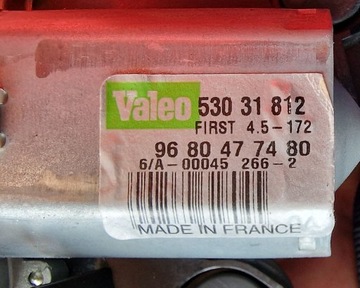 Valeo 530 31 812
FIRST 4.5-172
96 80 47 74 80
6/A-00045 266-2
MADE IN FRANCE